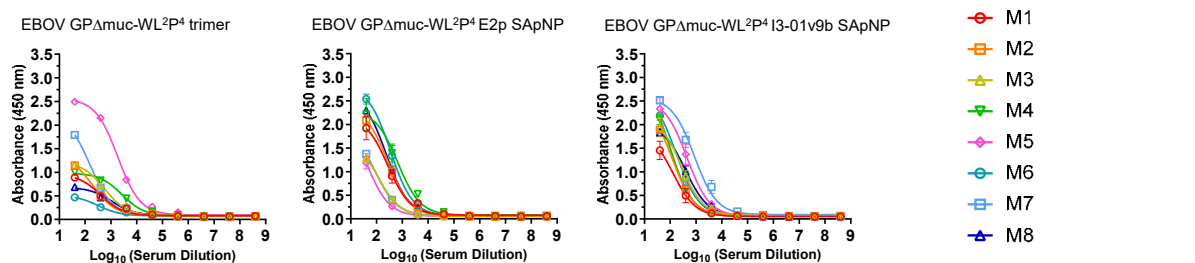 EBOV GPΔmuc-WL²P⁴ trimer
Absorbance (450 nm)
3.5
3.0
2.5
2.0
1.5
1.0
0.5
0.0
1 2 3 4 5 6 7 8 9
Log₁₀ (Serum Dilution)
EBOV GPΔmuc-WL²P⁴ E2p SApNP
Absorbance (450 nm)
3.5
3.0
2.5
2.0
1.5
1.0
0.5
0.0
1 2 3 4 5 6 7 8 9
Log₁₀ (Serum Dilution)
EBOV GPΔmuc-WL²P⁴ I3-01v9b SApNP
Absorbance (450 nm)
3.5
3.0
2.5
2.0
1.5
1.0
0.5
0.0
1 2 3 4 5 6 7 8 9
Log₁₀ (Serum Dilution)
M1
M2
M3
M4
M5
M6
M7
M8